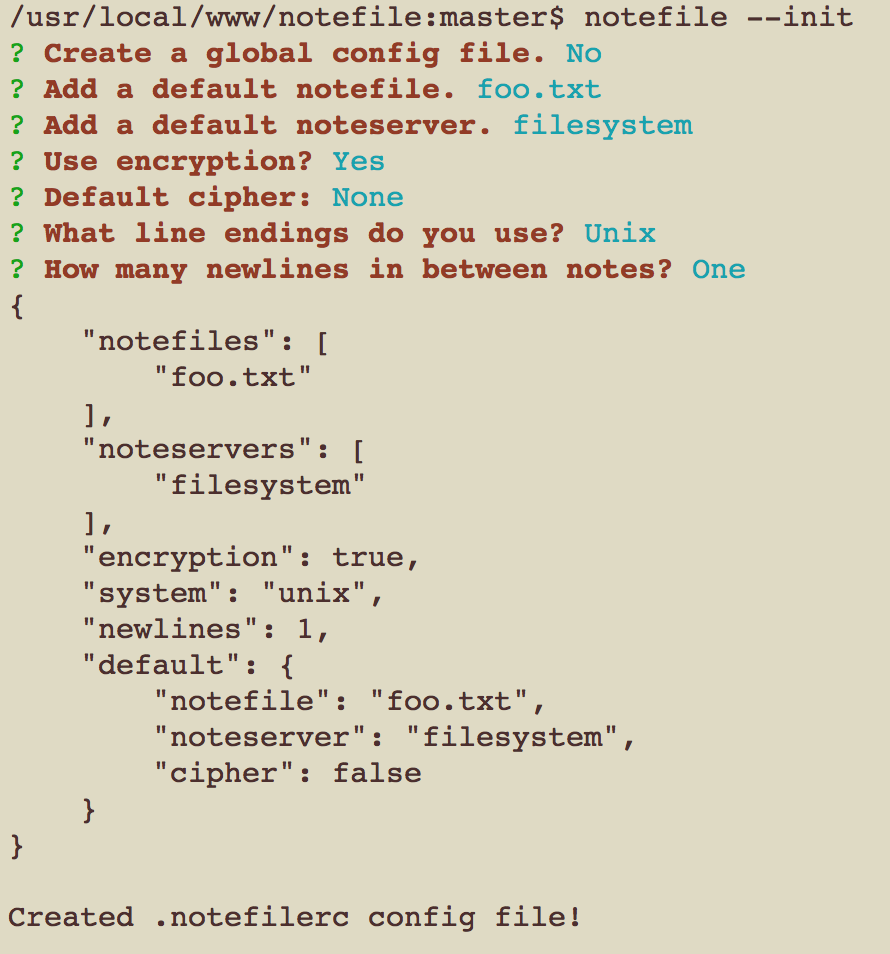 /usr/local/www/notefile:master$ notefile --init
? Create a global config file. No
? Add a default notefile. foo.txt
? Add a default noteserver. filesystem
? Use encryption? Yes
? Default cipher: None
? What line endings do you use? Unix
? How many newlines in between notes? One
{
    "notefiles": [
        "foo.txt"
    ],
    "noteservers": [
        "filesystem"
    ],
    "encryption": true,
    "system": "unix",
    "newlines": 1,
    "default": {
        "notefile": "foo.txt",
        "noteserver": "filesystem",
        "cipher": false
    }
}
Created .notefilerc config file!